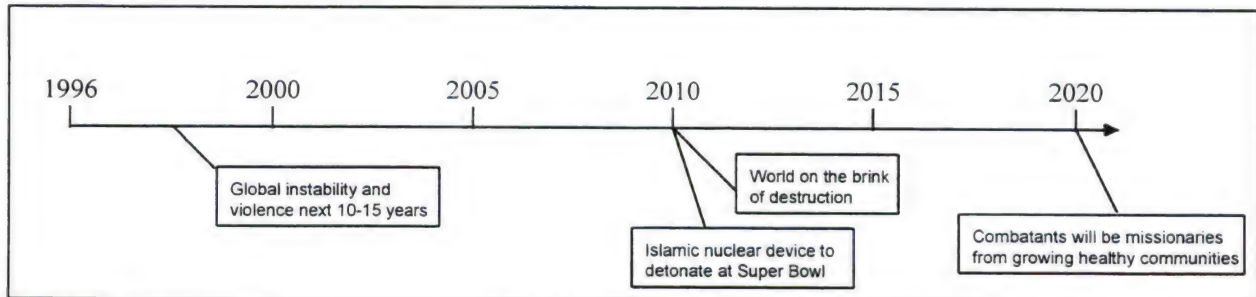 1996 2000 2005 2010 2015 2020
Global instability and
violence next 10-15 years
World on the brink
of destruction
Islamic nuclear device to
detonate at Super Bowl
Combatants will be missionaries
from growing healthy communities